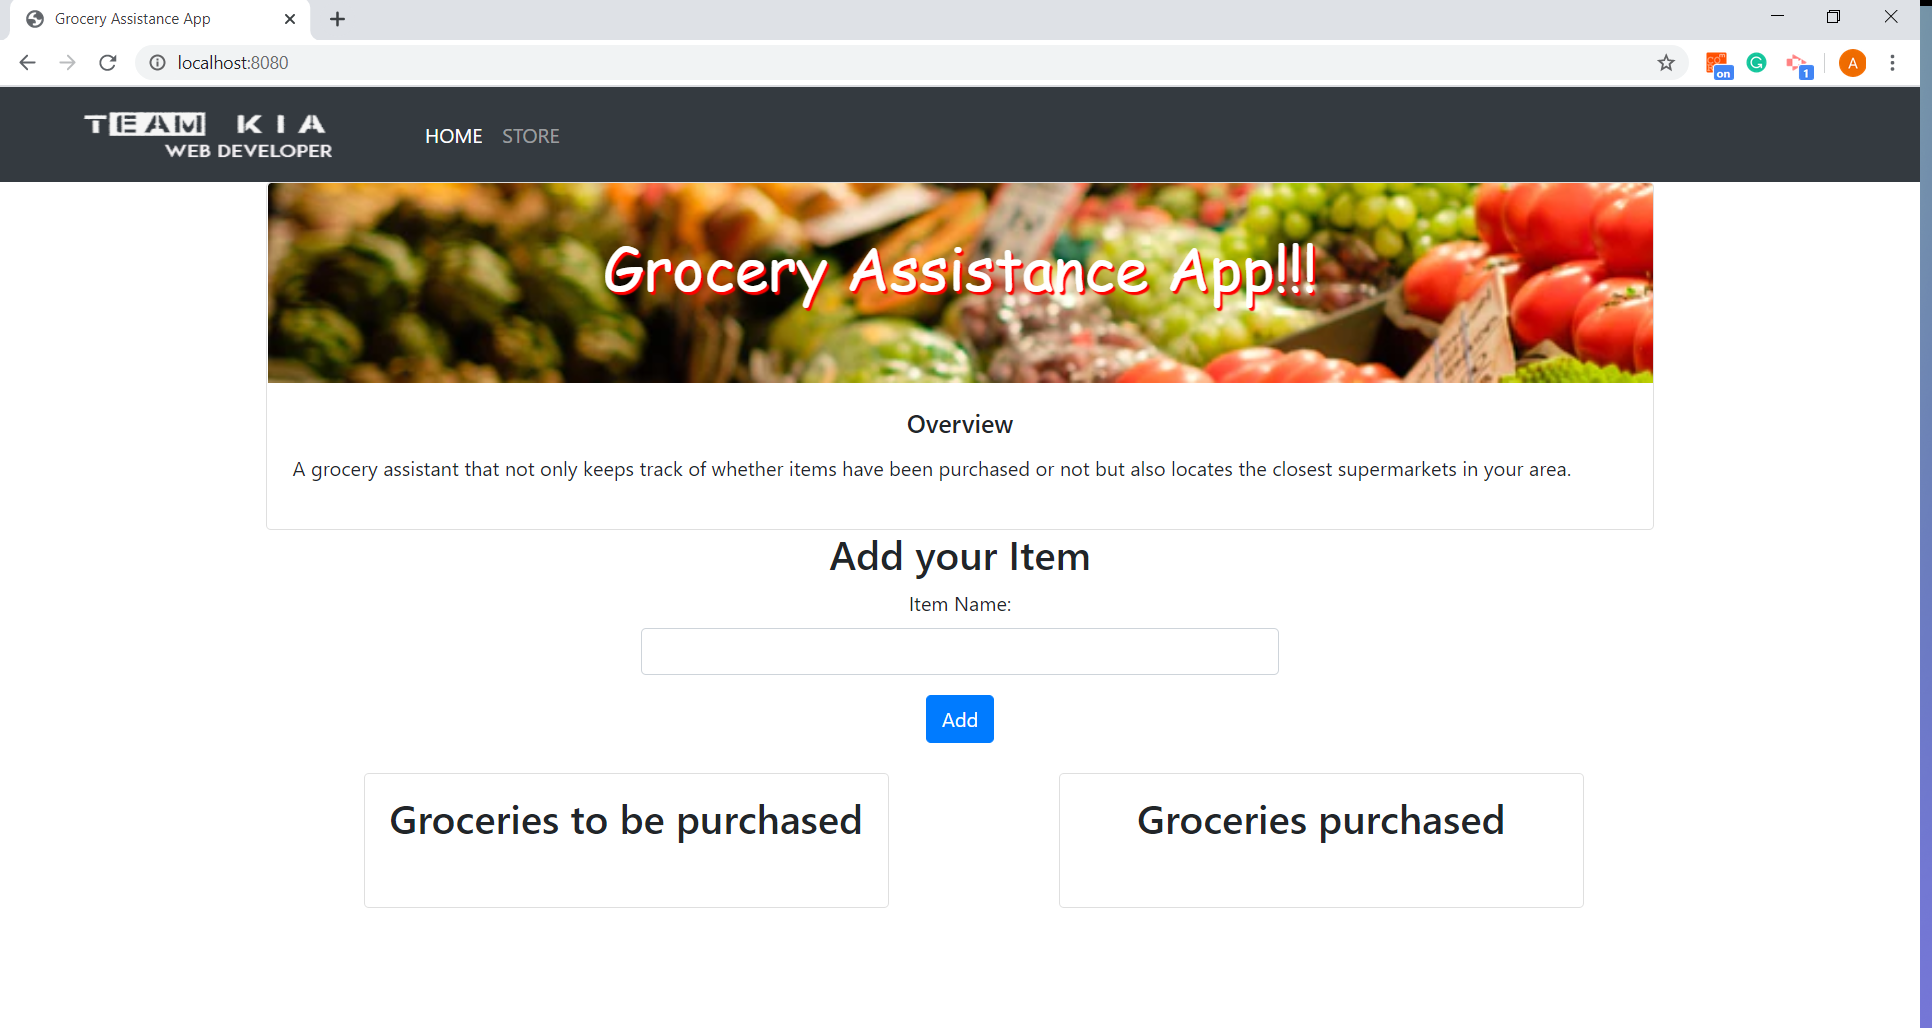 Grocery Assistance App
localhost:8080
on
1
A
TEAM KIA
WEB DEVELOPER
HOME STORE
Grocery Assistance App!!!
Overview
A grocery assistant that not only keeps track of whether items have been purchased or not but also locates the closest supermarkets in your area.
Add your Item
Item Name:
Add
Groceries to be purchased
Groceries purchased